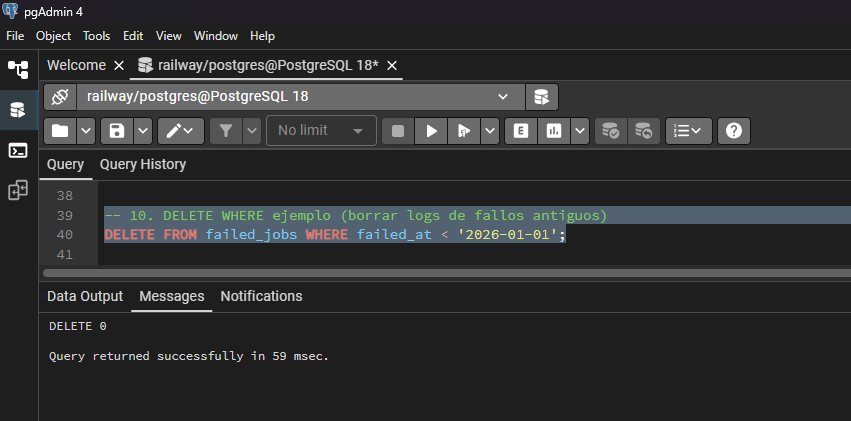 pgAdmin 4
File Object Tools Edit View Window Help
Welcome railway/postgres@PostgreSQL 18*
railway/postgres@PostgreSQL 18
No limit
Query Query History
38
39 -- 10. DELETE WHERE ejemplo (borrar logs de fallos antiguos)
40 DELETE FROM failed_jobs WHERE failed_at < '2026-01-01';
41
Data Output Messages Notifications
DELETE 0
Query returned successfully in 59 msec.